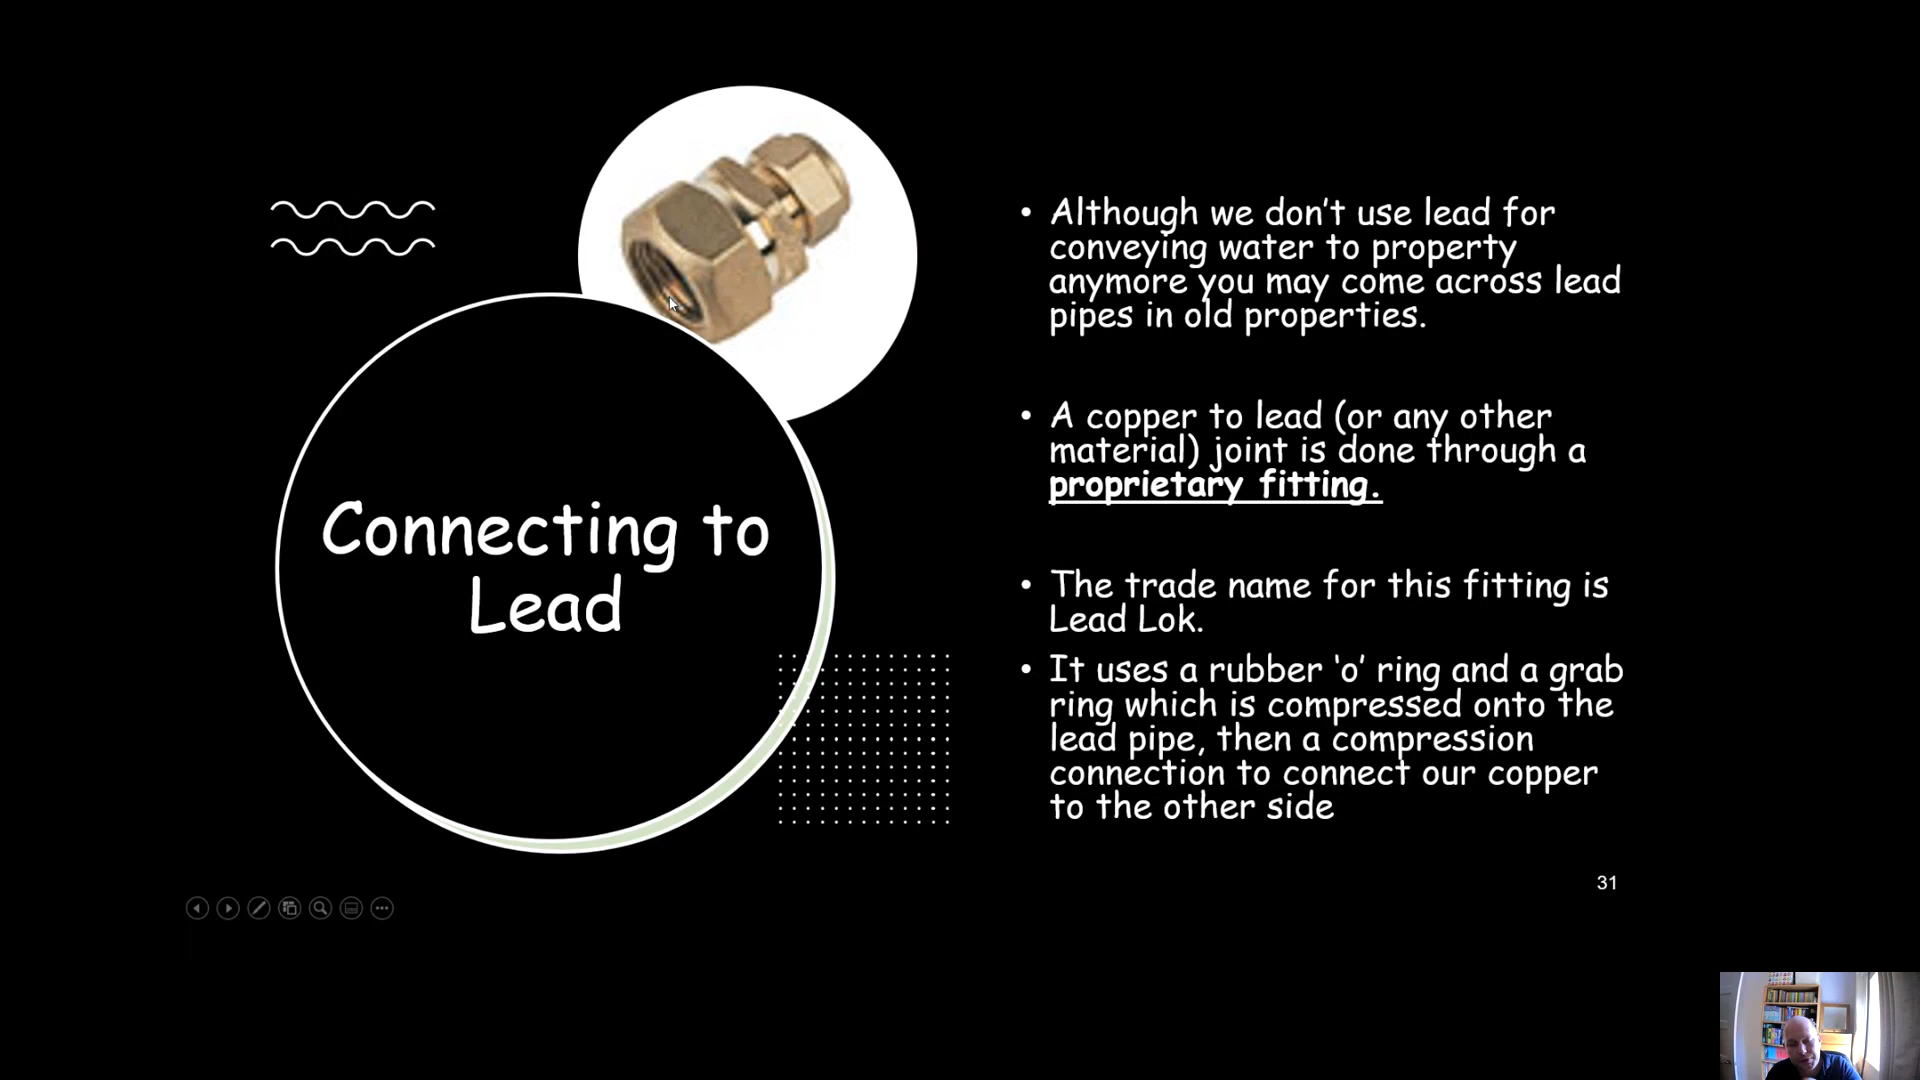 Connecting to
Lead
• Although we don't use lead for
conveying water to property
anymore you may come across lead
pipes in old properties.
• A copper to lead (or any other
material) joint is done through a
proprietary fitting.
• The trade name for this fitting is
Lead Lok.
• It uses a rubber ‘o’ ring and a grab
ring which is compressed onto the
lead pipe, then a compression
connection to connect our copper
to the other side
31